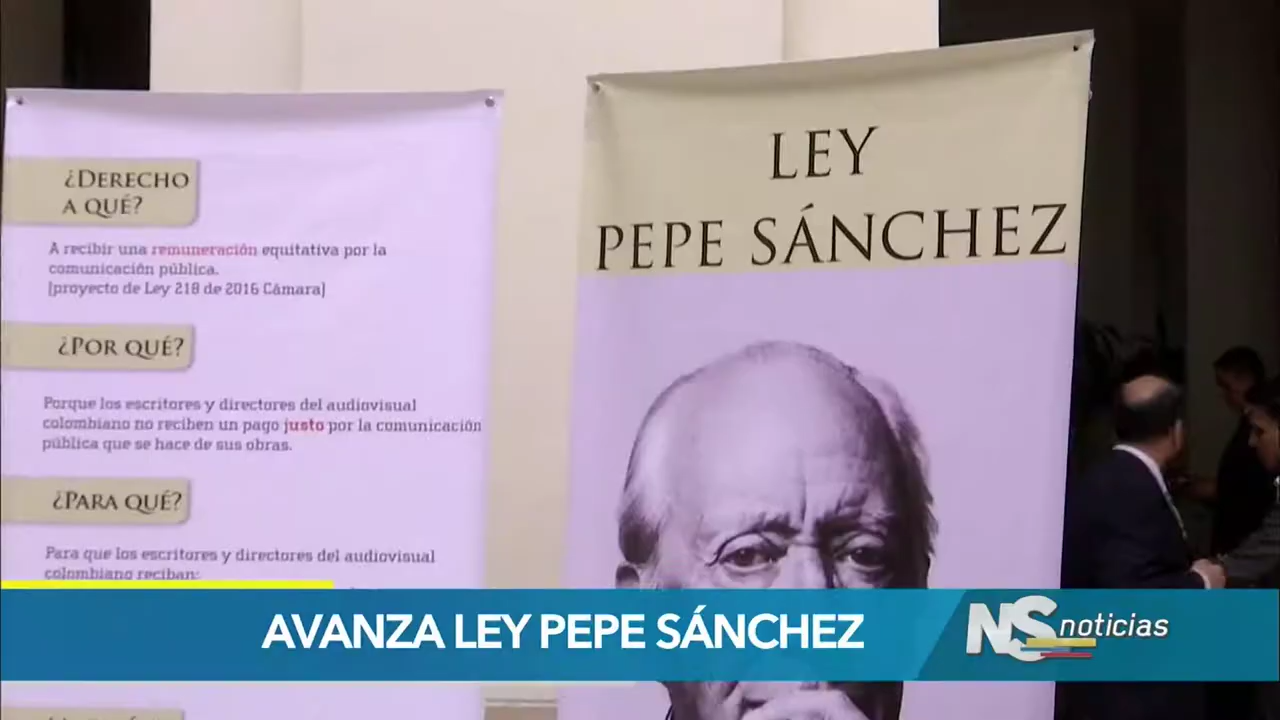 ¿DERECHO
A QUÉ?
A recibir una remuneración equitativa por la
comunicación pública.
(proyecto de Ley 218 de 2016 Cámara)
¿POR QUÉ?
Porque los escritores y directores del audiovisual
colombiano no reciben un pago justo por la comunicación
pública que se hace de sus obras.
¿PARA QUÉ?
Para que los escritores y directores del audiovisual
colombiano reciban:
LEY
PEPE SÁNCHEZ
AVANZA LEY PEPE SÁNCHEZ
NS noticias